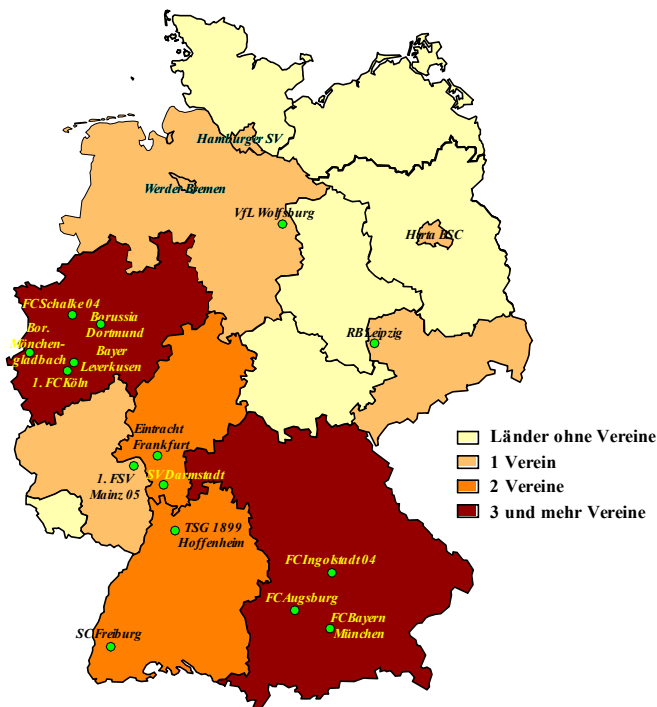 Hamburger SV
Werder Bremen
VfL Wolfsburg
Herta BSC
FC Schalke 04
Borussia
Dortmund
Bor.
Mönchen-
gladbach
Bayer
Leverkusen
1. FC Köln
RB Leipzig
Eintracht
Frankfurt
1. FSV
Mainz 05
SV Darmstadt
TSG 1899
Hoffenheim
FC Ingolstadt 04
FC Augsburg
FC Bayern
München
SC Freiburg
Länder ohne Vereine
1 Verein
2 Vereine
3 und mehr Vereine